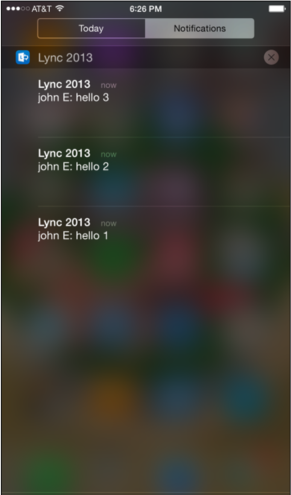 AT&T 6:26 PM
Today Notifications
Lync 2013
Lync 2013 now
john E: hello 3
Lync 2013 now
john E: hello 2
Lync 2013 now
john E: hello 1